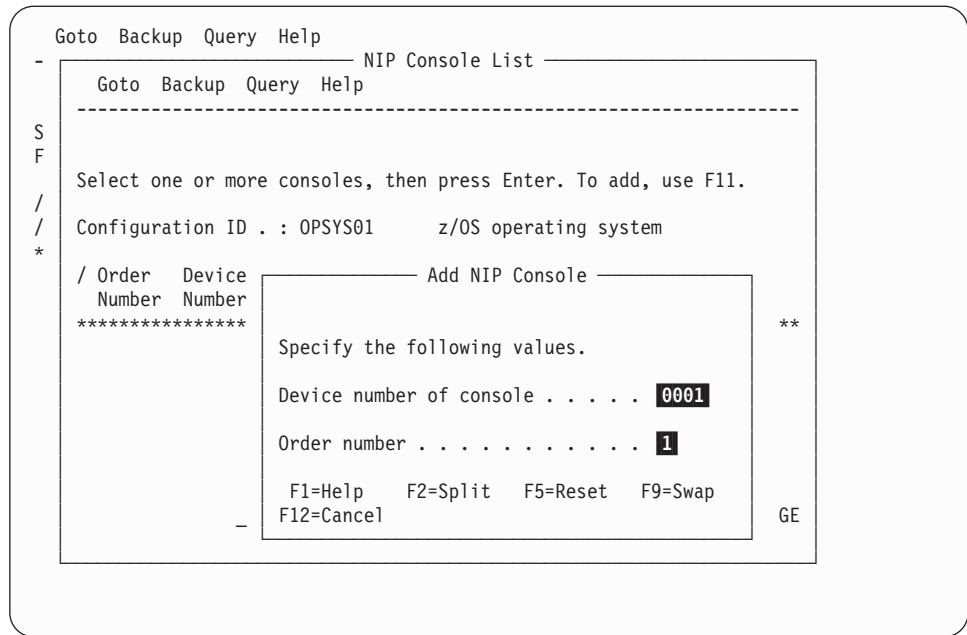 Goto Backup Query Help
- NIP Console List
Goto Backup Query Help
--------------------------------------------------------------------------
S
F
Select one or more consoles, then press Enter. To add, use F11.
/
/ Configuration ID . : OPSYS01 z/OS operating system
*
/ Order Device Add NIP Console
Number Number
**************** **
Specify the following values.
Device number of console . . . . . 0001
Order number . . . . . . . . . . . 1
F1=Help F2=Split F5=Reset F9=Swap
_ F12=Cancel GE